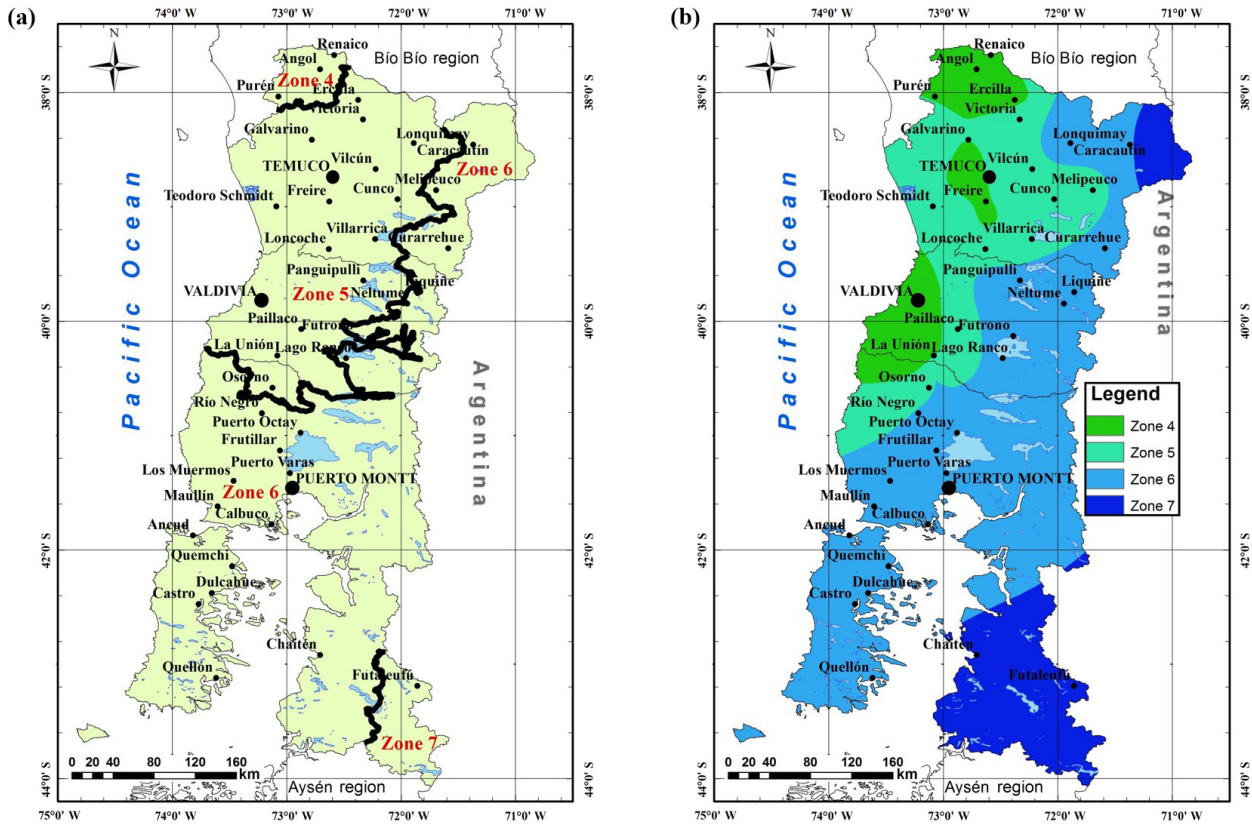 (a)
74°0' W 73°0' W 72°0' W 71°0' W
N
Renaico
Angol
Bío Bío region
Zone 4
Purén
Ercilla
Victoria
38°0' S
Galvarino
Lonquimay
Caracautín
TEMUCO
Vilcún
Zone 6
Melipeuco
Teodoro Schmidt
Freire
Cunco
Villarrica
Loncoche
Curarrehue
Panguipulli
Liquiñe
VALDIVIA
Zone 5
Neltume
40°0' S
Paillaco
Futrono
La Unión
Lago Ranco
Osorno
Río Negro
Puerto Octay
Frutillar
Puerto Varas
Los Muermos
PUERTO MONTT
Zone 6
Maullín
Calbuco
Ancud
42°0' S
Quemchi
Dulcahue
Castro
Chaitén
Quellón
Futaleufú
Zone 7
Pacific Ocean
Argentina
0 20 40 80 120 160
km
44°0' S
Aysén region
75°0' W 74°0' W 73°0' W 72°0' W 71°0' W
(b)
74°0' W 73°0' W 72°0' W 71°0' W
N
Renaico
Angol
Bío Bío region
Purén
Ercilla
Victoria
38°0' S
Galvarino
Lonquimay
Caracautín
TEMUCO
Vilcún
Melipeuco
Teodoro Schmidt
Freire
Cunco
Villarrica
Loncoche
Curarrehue
Panguipulli
Liquiñe
VALDIVIA
Neltume
40°0' S
Paillaco
Futrono
La Unión
Lago Ranco
Osorno
Río Negro
Puerto Octay
Frutillar
Puerto Varas
Los Muermos
PUERTO MONTT
Maullín
Calbuco
Ancud
42°0' S
Quemchi
Dulcahue
Castro
Chaitén
Quellón
Futaleufú
Pacific Ocean
Argentina
Legend
Zone 4
Zone 5
Zone 6
Zone 7
0 20 40 80 120 160
km
44°0' S
Aysén region
75°0' W 74°0' W 73°0' W 72°0' W 71°0' W